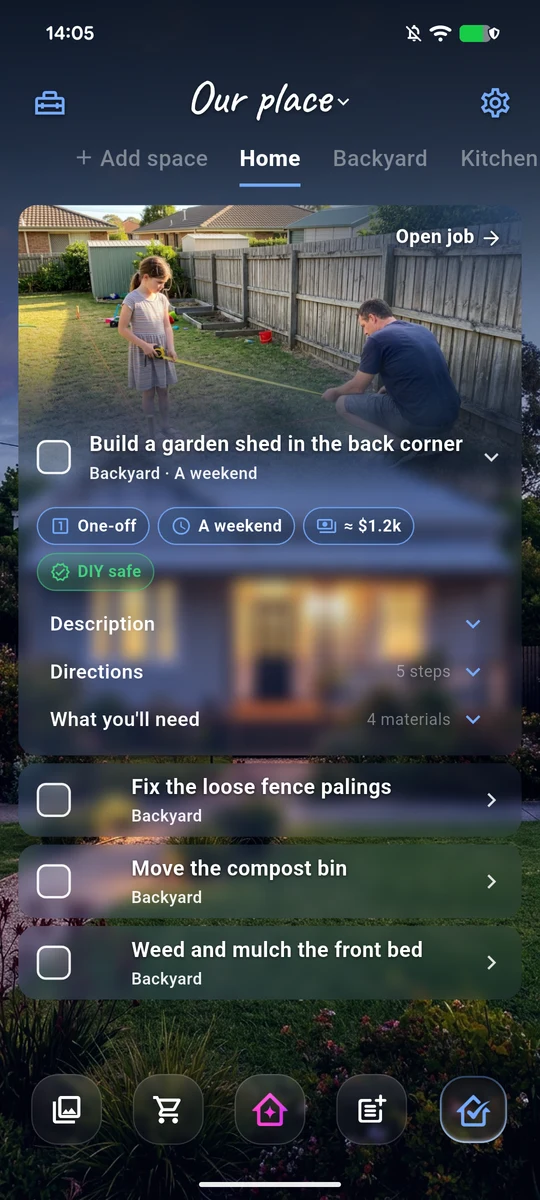 14:05
Our place
+ Add space Home Backyard Kitchen
Open job →
Build a garden shed in the back corner
Backyard · A weekend
1 One-off A weekend ≈ $1.2k
DIY safe
Description
Directions 5 steps
What you'll need 4 materials
Fix the loose fence palings
Backyard
Move the compost bin
Backyard
Weed and mulch the front bed
Backyard